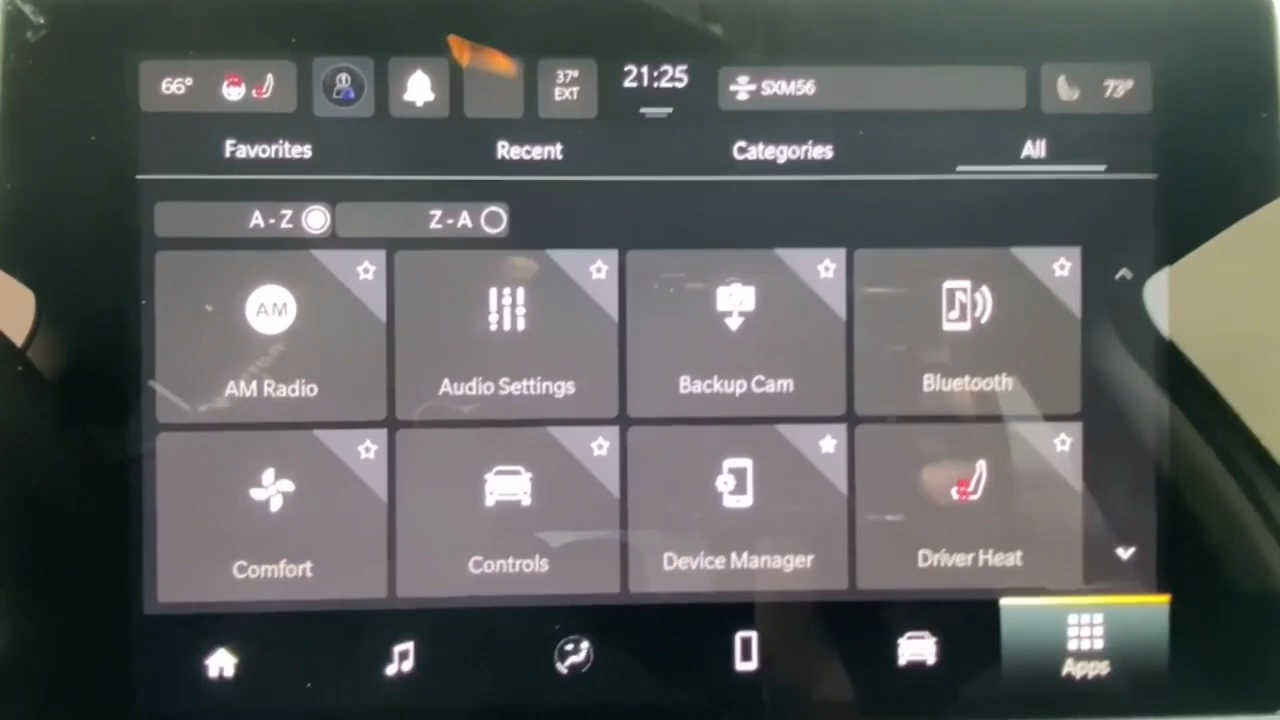 66° 37° EXT 21:25 SXM56 73°
Favorites Recent Categories All
A-Z Z-A
AM
AM Radio Audio Settings Backup Cam Bluetooth
Comfort Controls Device Manager Driver Heat
Apps